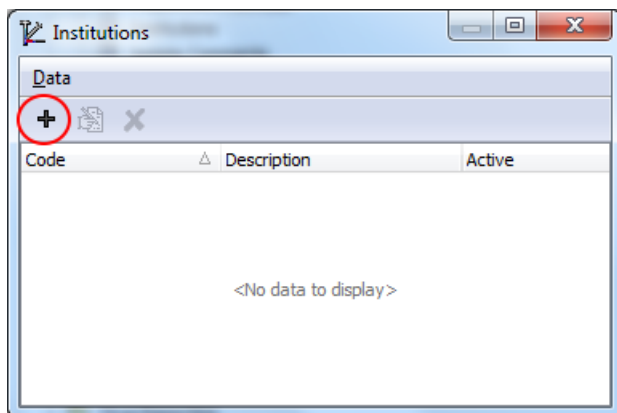 Institutions
Data
Code Description Active
<No data to display>